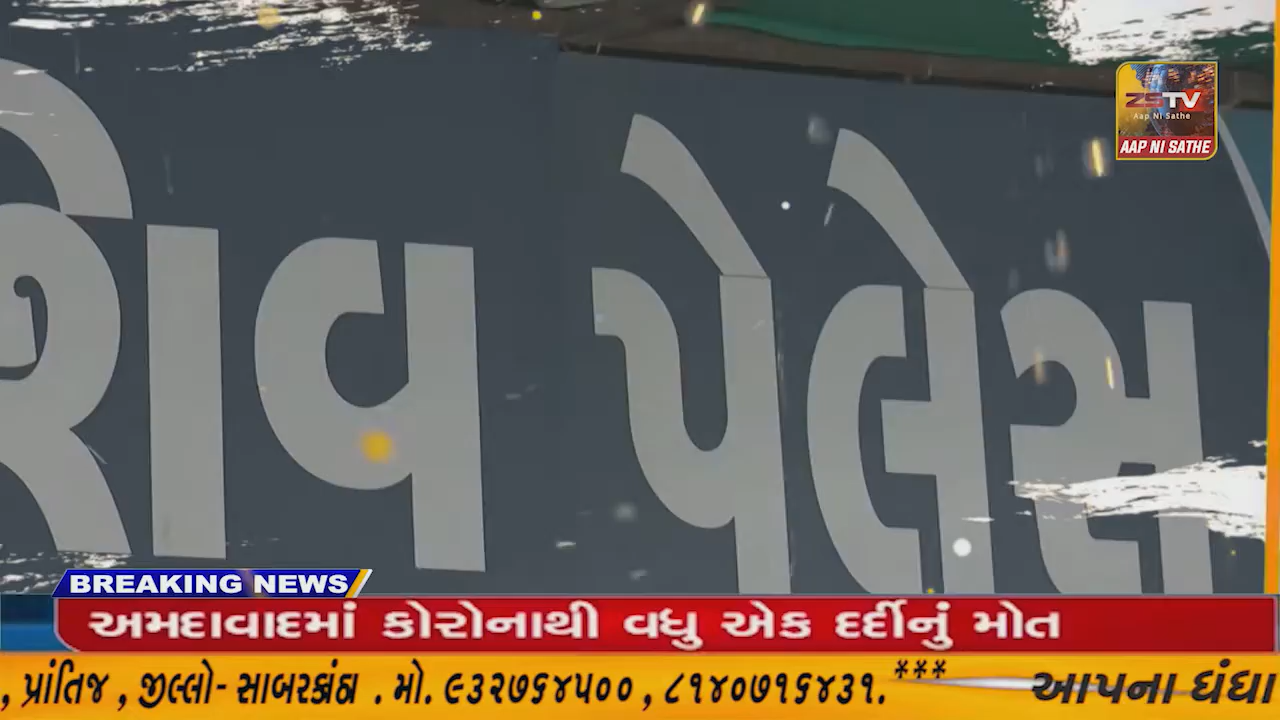 ZSTV
Aap Ni Sathe
AAP NI SATHE
શિવ પેલેસ
BREAKING NEWS
અમદાવાદમાં કોરોનાથી વધુ એક દર્દીનું મોત
, પ્રાંતિજ , જીલ્લો- સાબરકાંઠા . મો. ૯૩૨૭૬૪૫૦૦ , ૮૧૪૦૭૧૬૪૩૧.*** આપના ધંધા